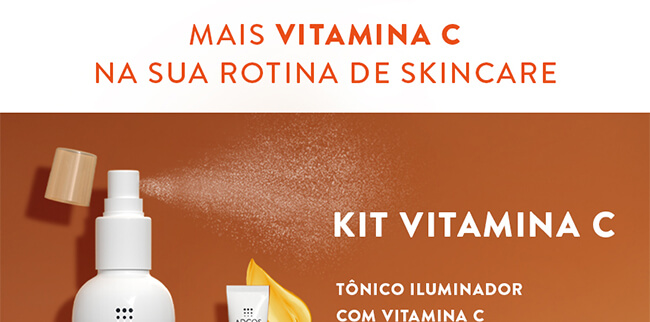 MAIS VITAMINA C
NA SUA ROTINA DE SKINCARE
KIT VITAMINA C
TÔNICO ILUMINADOR
COM VITAMINA C